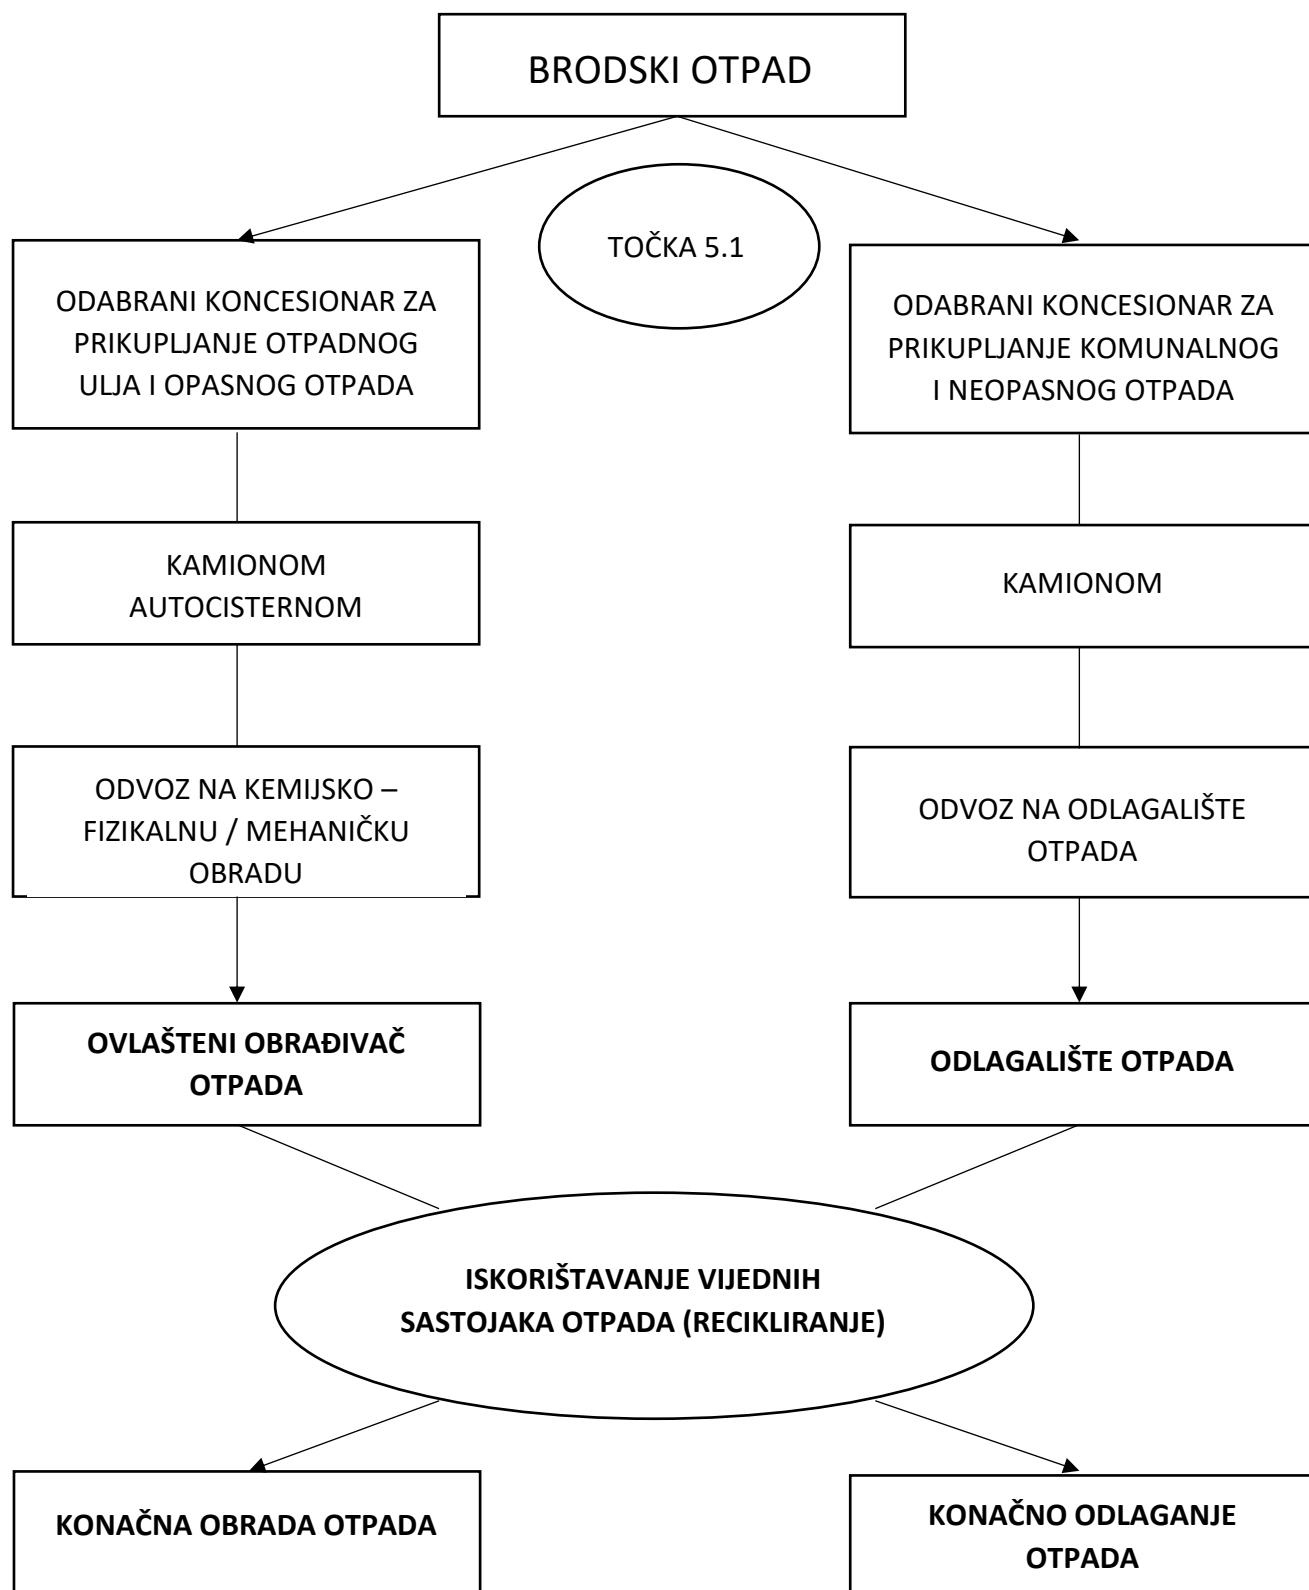 BRODSKI OTPAD
TOČKA 5.1
ODABRANI KONCESIONAR ZA
PRIKUPLJANJE OTPADNOG
ULJA I OPASNOG OTPADA
ODABRANI KONCESIONAR ZA
PRIKUPLJANJE KOMUNALNOG
I NEOPASNOG OTPADA
KAMIONOM
AUTOCISTERNOM
KAMIONOM
ODVOZ NA KEMIJSKO –
FIZIKALNU / MEHANIČKU
OBRADU
ODVOZ NA ODLAGALIŠTE
OTPADA
OVLAŠTENI OBRAĐIVAČ
OTPADA
ODLAGALIŠTE OTPADA
ISKORIŠTAVANJE VIJEDNIH
SASTOJAKA OTPADA (RECIKLIRANJE)
KONAČNA OBRADA OTPADA
KONAČNO ODLAGANJE
OTPADA